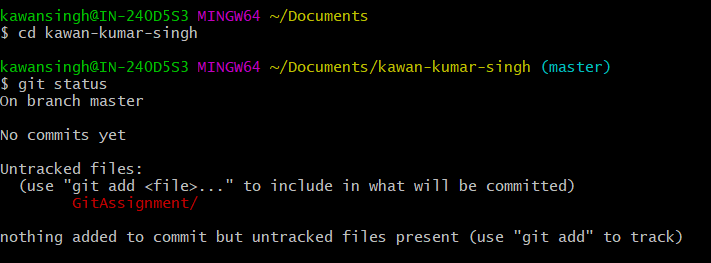 kawansingh@IN-240D5S3 MINGW64 ~/Documents
$ cd kawan-kumar-singh
kawansingh@IN-240D5S3 MINGW64 ~/Documents/kawan-kumar-singh (master)
$ git status
On branch master
No commits yet
Untracked files:
(use "git add <file>..." to include in what will be committed)
GitAssignment/
nothing added to commit but untracked files present (use "git add" to track)